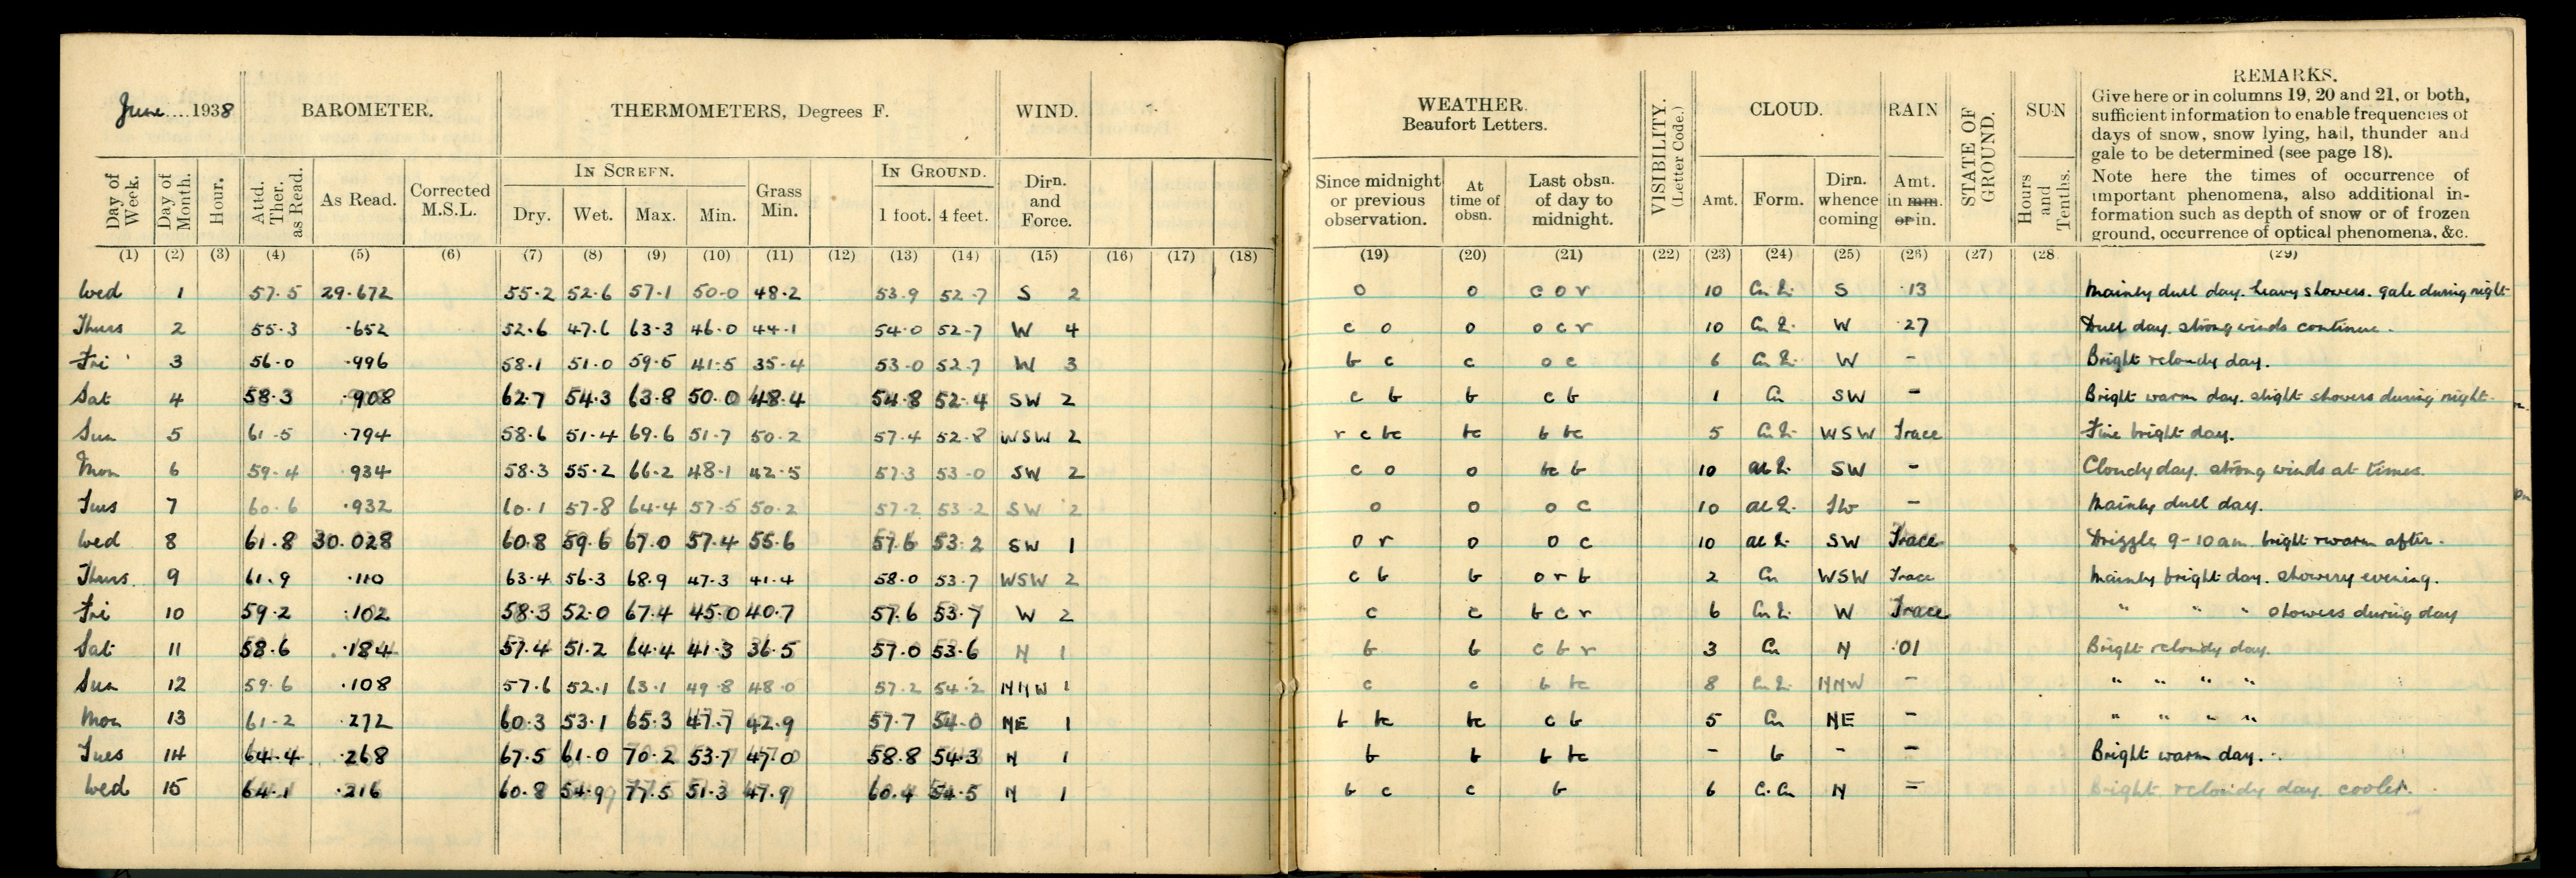 June 1938 BAROMETER. THERMOMETERS, Degrees F. WIND.
Day of Week. Day of Month. Hour. Attd. Ther. as Read. As Read. Corrected M.S.L. IN SCREEN. Dry. Wet. Max. Min. Grass Min. IN GROUND. 1 foot. 4 feet. Dirn. and Force.
(1) (2) (3) (4) (5) (6) (7) (8) (9) (10) (11) (12) (13) (14) (15) (16) (17) (18)
Wed 1 57.5 29.672 55.2 52.6 57.1 50.0 48.2 53.9 52.7 S 2
Thurs 2 55.3 .652 52.6 47.6 63.3 46.0 44.1 54.0 52.7 W 4
Fri 3 56.0 .996 58.1 51.0 59.5 41.5 35.4 53.0 52.7 W 3
Sat 4 58.3 .908 62.7 54.3 63.8 50.0 48.4 54.8 52.4 SW 2
Sun 5 61.5 .794 58.6 51.4 69.6 51.7 50.2 57.4 52.8 WSW 2
Mon 6 59.4 .934 58.3 55.2 66.2 48.1 42.5 57.3 53.0 SW 2
Tues 7 60.6 .932 60.1 57.8 64.4 57.5 50.2 57.2 53.2 SW 2
Wed 8 61.8 30.028 60.8 59.6 67.0 57.4 55.6 57.6 53.2 SW 1
Thurs. 9 61.9 .110 63.4 56.3 68.9 47.3 41.4 58.0 53.7 WSW 2
Fri 10 59.2 .102 58.3 52.0 67.4 45.0 40.7 57.6 53.7 W 2
Sat 11 58.6 .184 57.4 51.2 64.4 41.3 36.5 57.0 53.6 N 1
Sun 12 59.6 .108 57.6 52.1 63.1 49.8 48.0 57.2 54.2 NNW 1
Mon 13 61.2 .272 60.3 53.1 65.3 47.7 42.9 57.7 54.0 NE 1
Tues 14 64.4 .268 67.5 61.0 70.2 53.7 47.0 58.8 54.3 N 1
Wed 15 64.1 .216 60.8 54.9 77.5 51.3 47.9 60.4 54.5 N 1
WEATHER. Beaufort Letters. VISIBILITY. (Letter Code.) CLOUD. RAIN STATE OF GROUND. SUN REMARKS.
Since midnight or previous observation. At time of obsn. Last obsn. of day to midnight. Amt. Form. Dirn. whence coming Amt. in mm. or in. Hours and Tenths.
Give here or in columns 19, 20 and 21, or both,
sufficient information to enable frequencies of
days of snow, snow lying, hail, thunder and
gale to be determined (see page 18).
Note here the times of occurrence of
important phenomena, also additional in-
formation such as depth of snow or of frozen
ground, occurrence of optical phenomena, &c.
(19) (20) (21) (22) (23) (24) (25) (26) (27) (28 (29)
o o c o r 10 S .13 Mainly dull day. heavy showers. gale during night
c o o o c r 10 W .27 Dull day. strong winds continue.
b c c o c 6 W - Bright & cloudy day.
c b b c b 1 Cu SW - Bright warm day. slight showers during night.
r c bc bc b bc 5 WSW Trace Fine bright day.
c o o bc b 10 SW - Cloudy day. strong winds at times.
o o o c 10 SW - Mainly dull day.
o r o o c 10 SW Trace Drizzle 9-10 am. bright & warm after.
c b b o r b 2 Cu WSW Trace Mainly bright day. showery evening.
c c b c r 6 W Trace " " " showers during day
b b c b r 3 Cu N .01 Bright & cloudy day.
c c b bc 8 NNW - " " " "
b bc bc c b 5 Cu NE - " " " "
b b b bc - b - - Bright warm day.
b c c b 6 N = Bright & cloudy day. cooler.